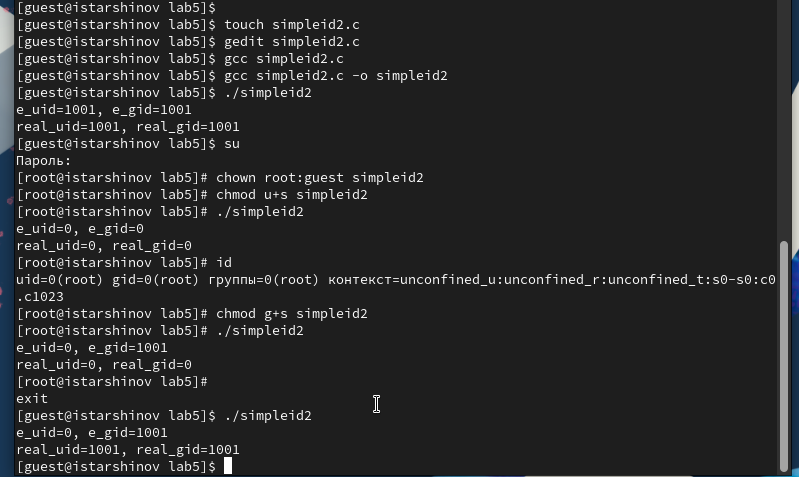 [guest@istarshinov lab5]$
[guest@istarshinov lab5]$ touch simpleid2.c
[guest@istarshinov lab5]$ gedit simpleid2.c
[guest@istarshinov lab5]$ gcc simpleid2.c
[guest@istarshinov lab5]$ gcc simpleid2.c -o simpleid2
[guest@istarshinov lab5]$ ./simpleid2
e_uid=1001, e_gid=1001
real_uid=1001, real_gid=1001
[guest@istarshinov lab5]$ su
Пароль:
[root@istarshinov lab5]# chown root:guest simpleid2
[root@istarshinov lab5]# chmod u+s simpleid2
[root@istarshinov lab5]# ./simpleid2
e_uid=0, e_gid=0
real_uid=0, real_gid=0
[root@istarshinov lab5]# id
uid=0(root) gid=0(root) группы=0(root) контекст=unconfined_u:unconfined_r:unconfined_t:s0-s0:c0
.c1023
[root@istarshinov lab5]# chmod g+s simpleid2
[root@istarshinov lab5]# ./simpleid2
e_uid=0, e_gid=1001
real_uid=0, real_gid=0
[root@istarshinov lab5]#
exit
[guest@istarshinov lab5]$ ./simpleid2
e_uid=0, e_gid=1001
real_uid=1001, real_gid=1001
[guest@istarshinov lab5]$